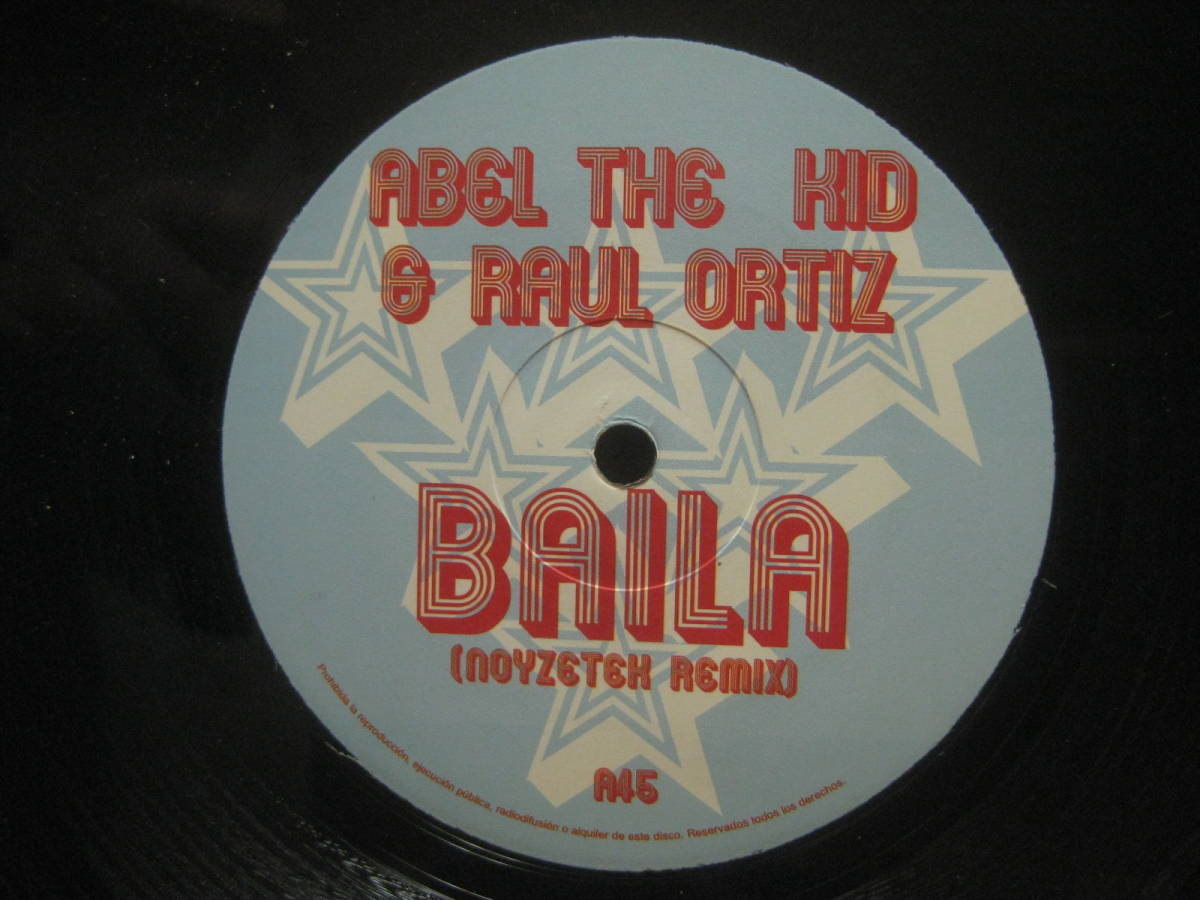 ABEL THE KID
& RAUL ORTIZ
BAILA
(NOYZETEK REMIX)
A45
Prohibida la reproducción, ejecución pública, radiodifusión o alquiler de este disco. Reservados todos los derechos.